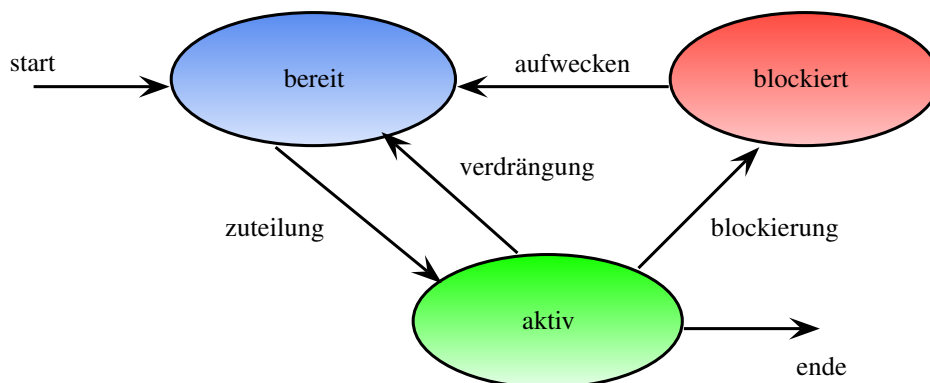 start
bereit
aufwecken
blockiert
verdrängung
zuteilung
blockierung
aktiv
ende